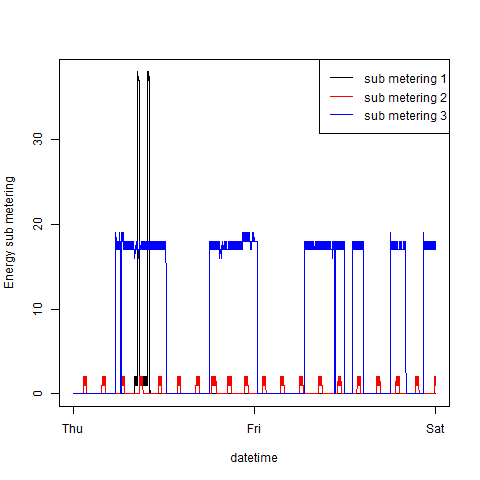 sub metering 1
sub metering 2
sub metering 3
Energy sub metering
30
20
10
0
Thu
Fri
Sat
datetime